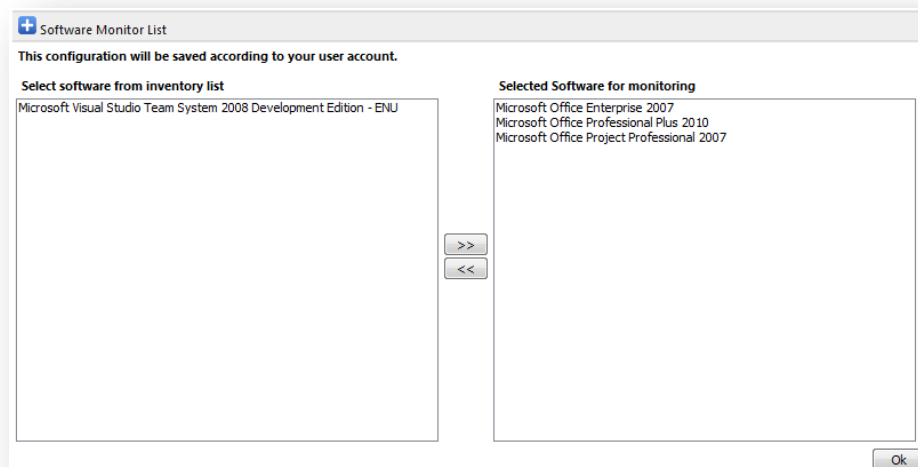 Software Monitor List
This configuration will be saved according to your user account.
Select software from inventory list
Microsoft Visual Studio Team System 2008 Development Edition - ENU
>>
<<
Selected Software for monitoring
Microsoft Office Enterprise 2007
Microsoft Office Professional Plus 2010
Microsoft Office Project Professional 2007
Ok